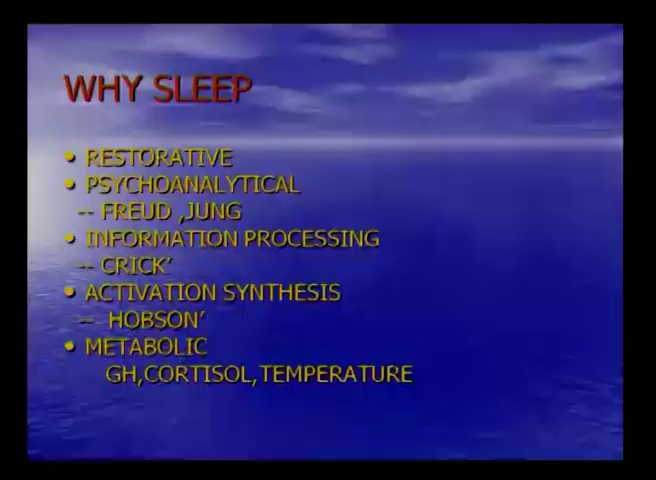 WHY SLEEP
• RESTORATIVE
• PSYCHOANALYTICAL
-- FREUD ,JUNG
• INFORMATION PROCESSING
-- CRICK'
• ACTIVATION SYNTHESIS
-- HOBSON'
• METABOLIC
GH,CORTISOL,TEMPERATURE